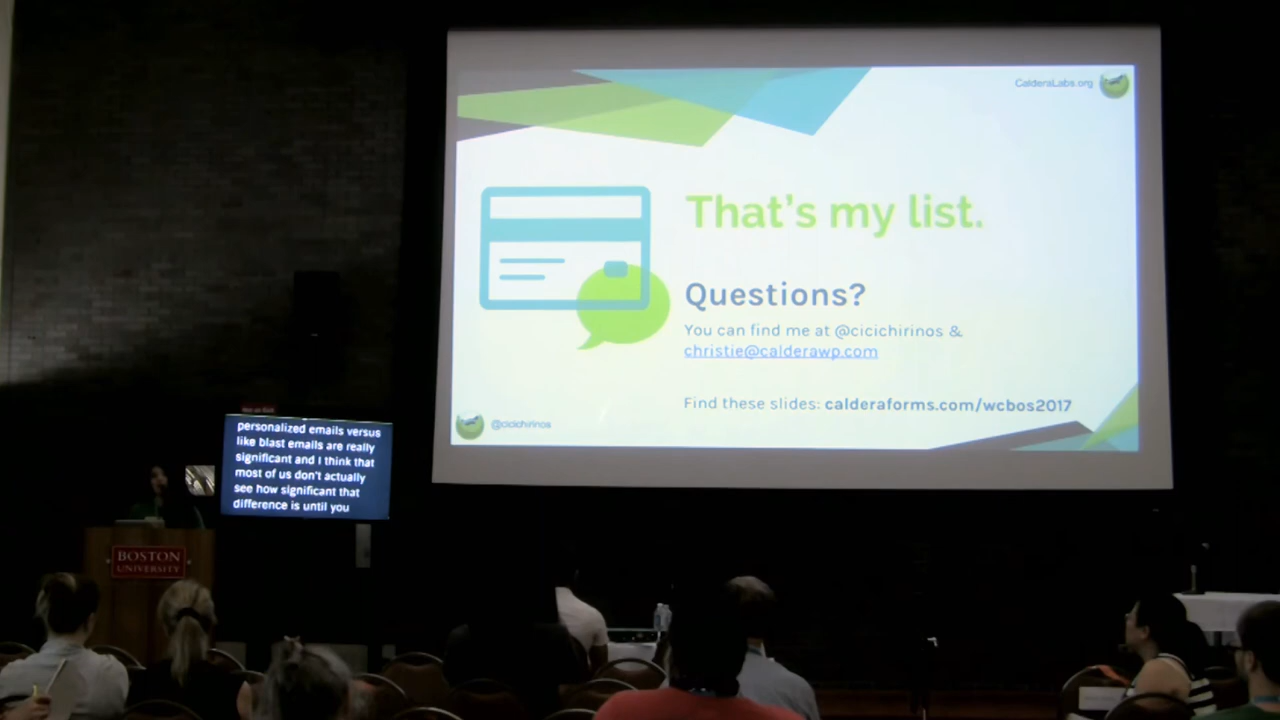 CalderaLabs.org
That's my list.
Questions?
You can find me at @cicichirinos &
christie@calderawp.com
Find these slides: calderaforms.com/wcbos2017
@cicichirinos
personalized emails versus
like blast emails are really
significant and I think that
most of us don't actually
see how significant that
difference is until you
BOSTON
UNIVERSITY